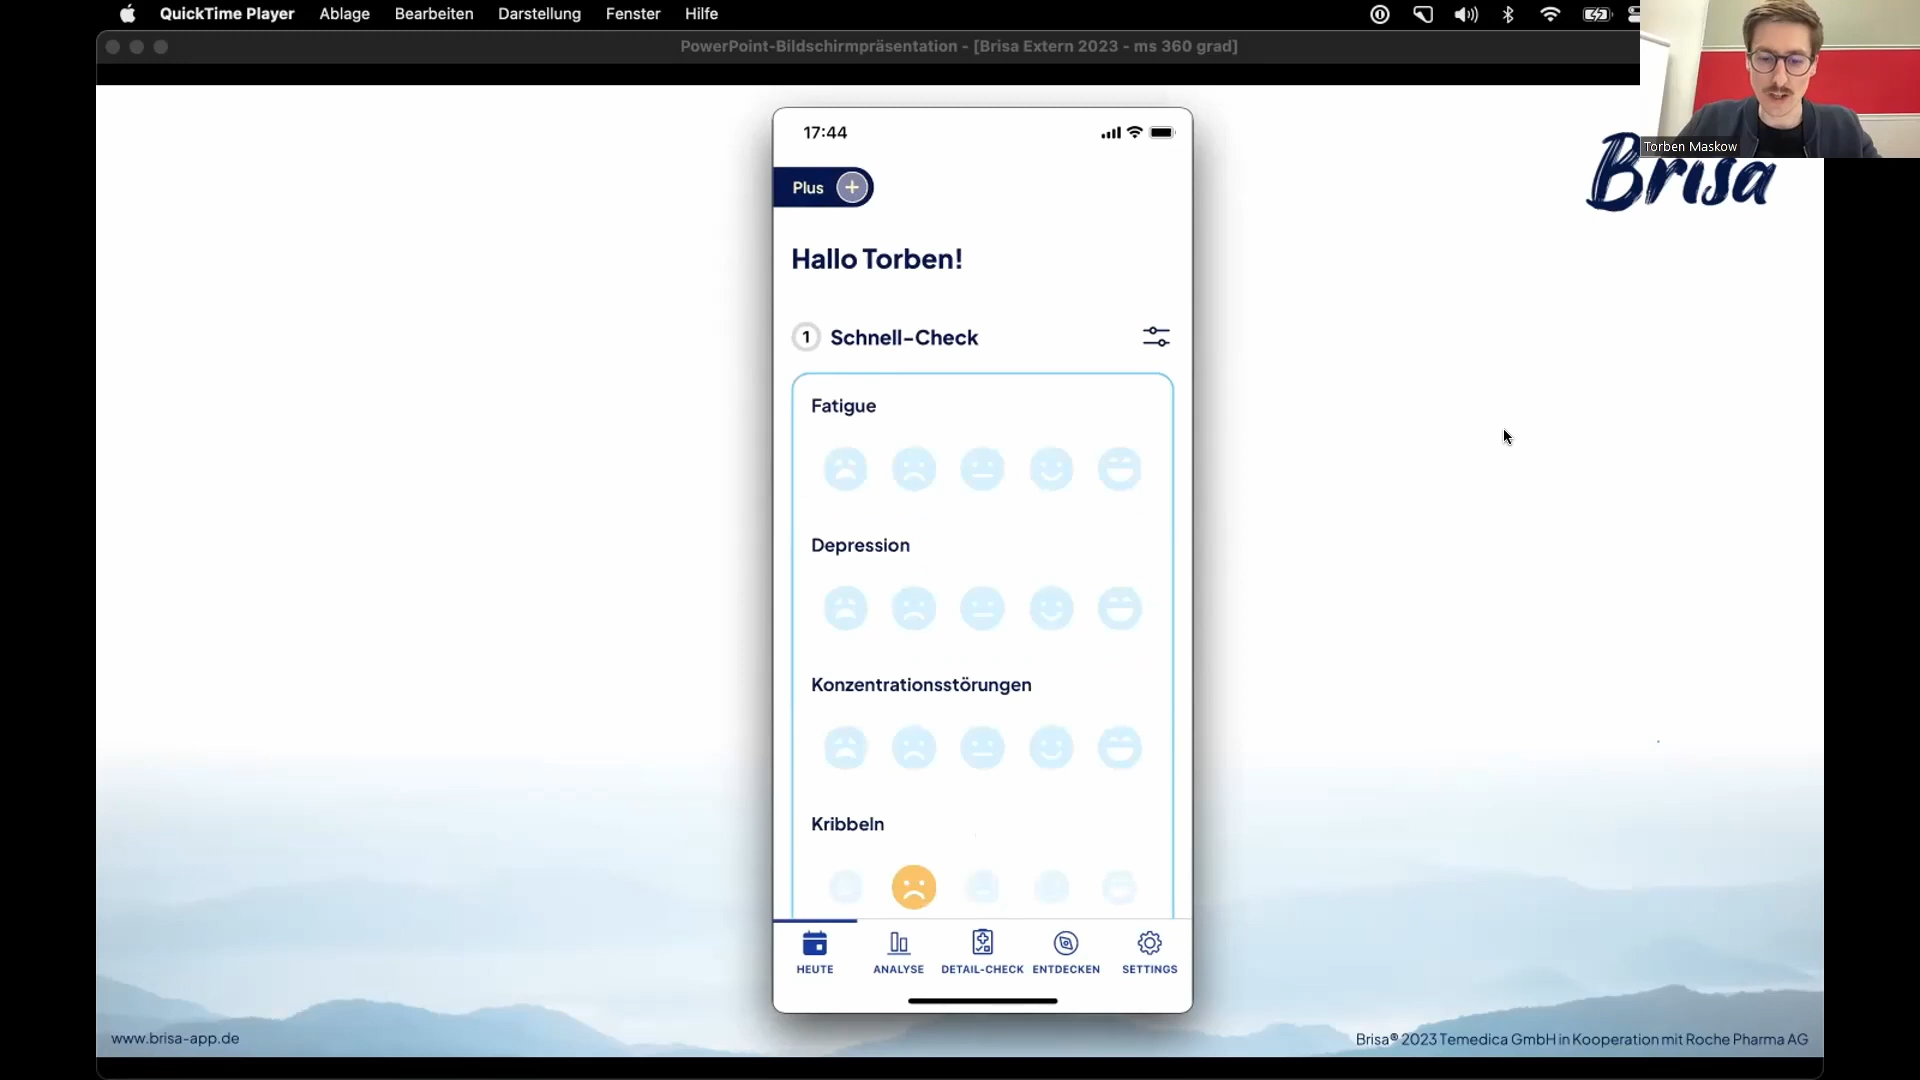 QuickTime Player Ablage Bearbeiten Darstellung Fenster Hilfe
PowerPoint-Bildschirmpräsentation - [Brisa Extern 2023 - ms 360 grad]
Torben Maskow
Brisa
17:44
Plus
Hallo Torben!
1 Schnell-Check
Fatigue
Depression
Konzentrationsstörungen
Kribbeln
HEUTE ANALYSE DETAIL-CHECK ENTDECKEN SETTINGS
www.brisa-app.de
Brisa® 2023 Temedica GmbH in Kooperation mit Roche Pharma AG